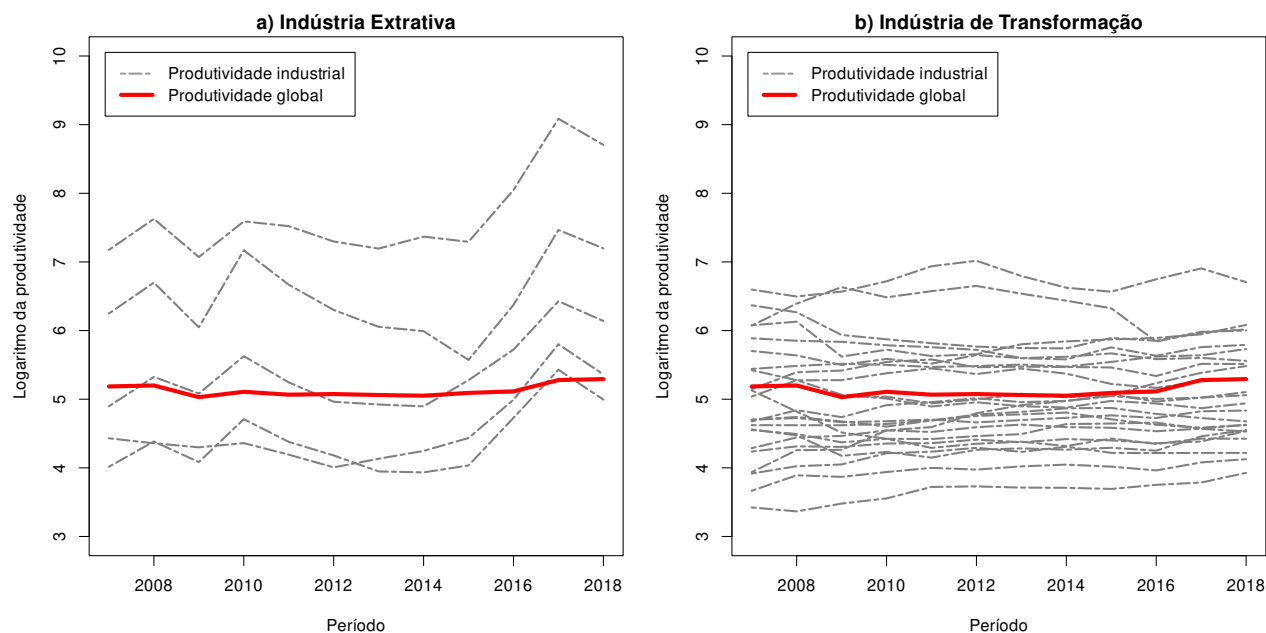 a) Indústria Extrativa
Produtividade industrial
Produtividade global
Logaritmo da produtividade
10
9
8
7
6
5
4
3
2008 2010 2012 2014 2016 2018
Período
b) Indústria de Transformação
Produtividade industrial
Produtividade global
Logaritmo da produtividade
10
9
8
7
6
5
4
3
2008 2010 2012 2014 2016 2018
Período